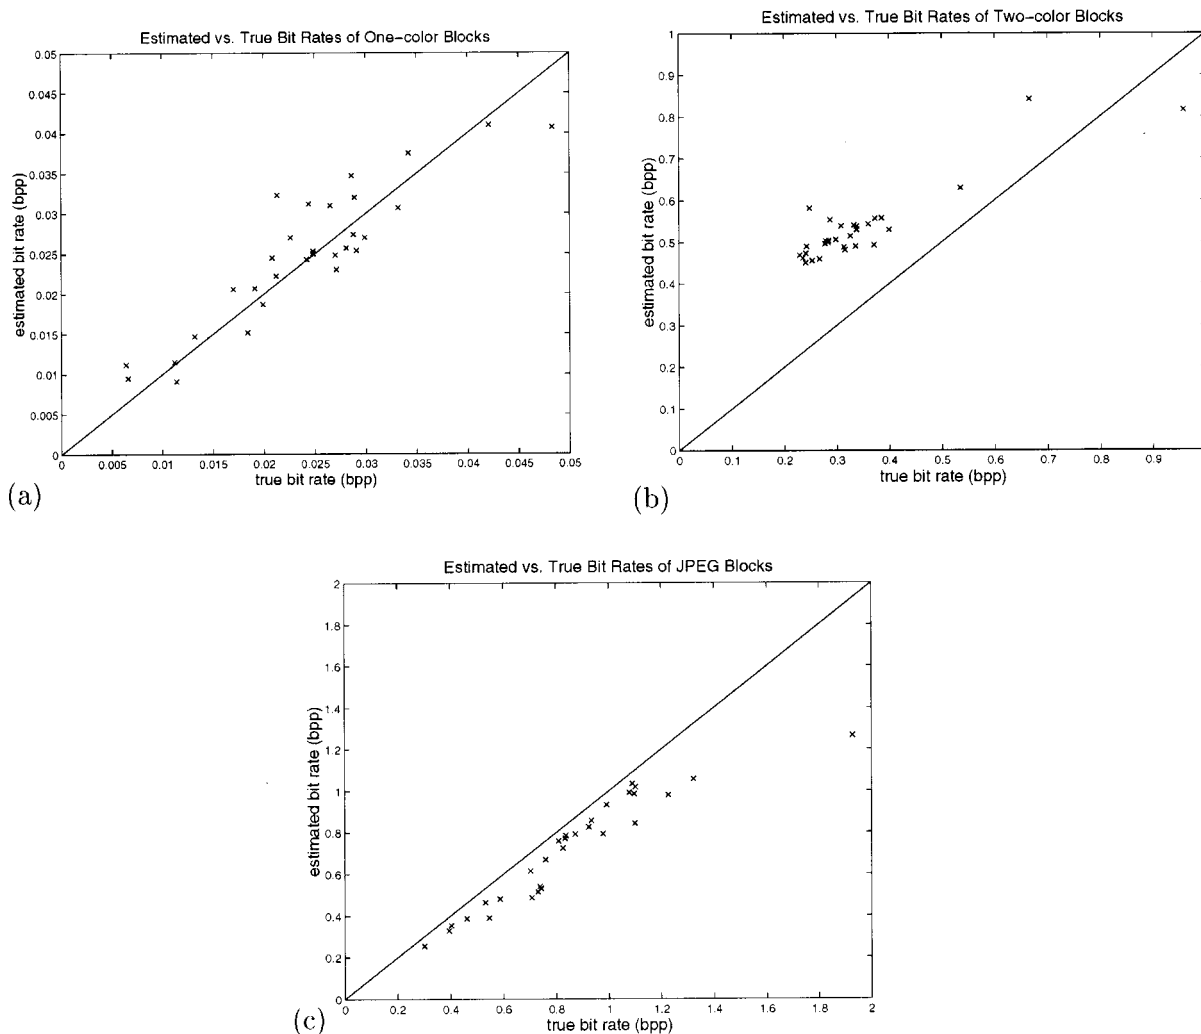 Estimated vs. True Bit Rates of One-color Blocks
0.05
0.045
0.04
0.035
0.03
0.025
0.02
0.015
0.01
0.005
0
estimated bit rate (bpp)
0 0.005 0.01 0.015 0.02 0.025 0.03 0.035 0.04 0.045 0.05
true bit rate (bpp)
(a)
Estimated vs. True Bit Rates of Two-color Blocks
1
0.9
0.8
0.7
0.6
0.5
0.4
0.3
0.2
0.1
0
estimated bit rate (bpp)
0 0.1 0.2 0.3 0.4 0.5 0.6 0.7 0.8 0.9
true bit rate (bpp)
(b)
Estimated vs. True Bit Rates of JPEG Blocks
2
1.8
1.6
1.4
1.2
1
0.8
0.6
0.4
0.2
0
estimated bit rate (bpp)
0 0.2 0.4 0.6 0.8 1 1.2 1.4 1.6 1.8 2
true bit rate (bpp)
(c)